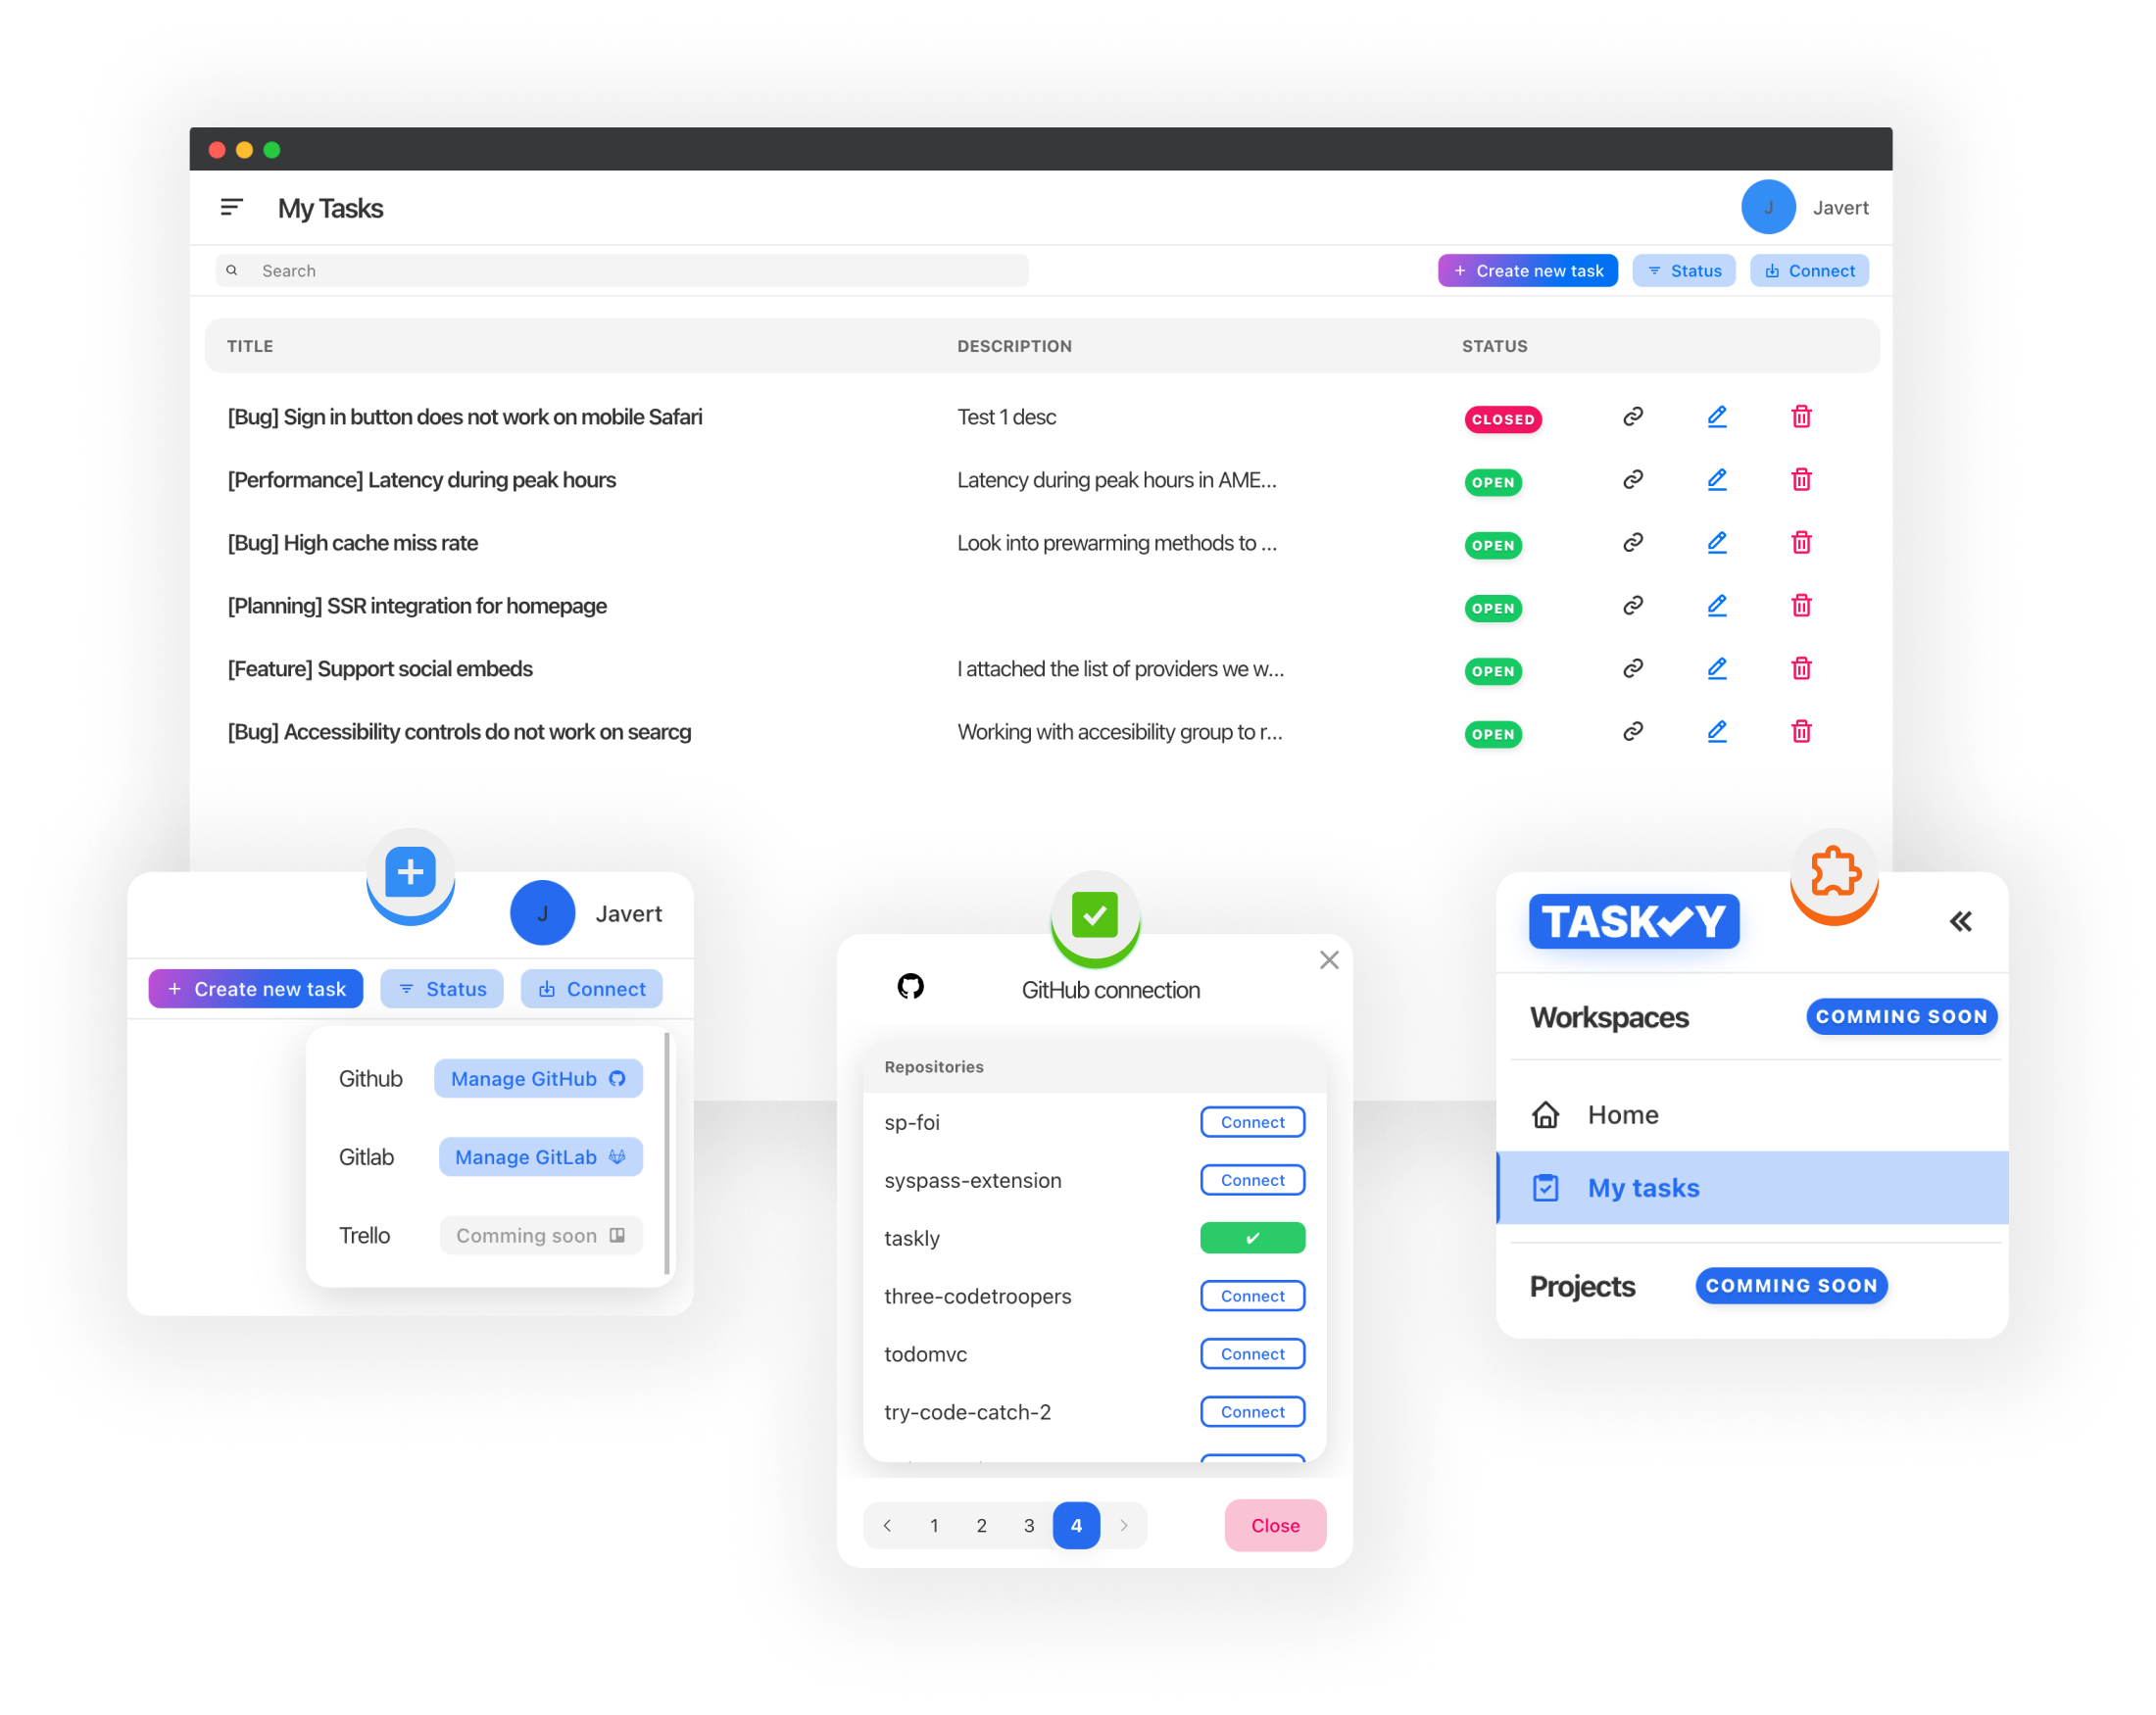 My Tasks
J Javert
Search
+ Create new task Status Connect
TITLE DESCRIPTION STATUS
[Bug] Sign in button does not work on mobile Safari Test 1 desc CLOSED
[Performance] Latency during peak hours Latency during peak hours in AME... OPEN
[Bug] High cache miss rate Look into prewarming methods to ... OPEN
[Planning] SSR integration for homepage OPEN
[Feature] Support social embeds I attached the list of providers we w... OPEN
[Bug] Accessibility controls do not work on searcg Working with accesibility group to r... OPEN
J Javert
+ Create new task Status Connect
Github Manage GitHub
Gitlab Manage GitLab
Trello Comming soon
GitHub connection
Repositories
sp-foi Connect
syspass-extension Connect
taskly ✔
three-codetroopers Connect
todomvc Connect
try-code-catch-2 Connect
1 2 3 4
Close
TASKLY
Workspaces COMMING SOON
Home
My tasks
Projects COMMING SOON